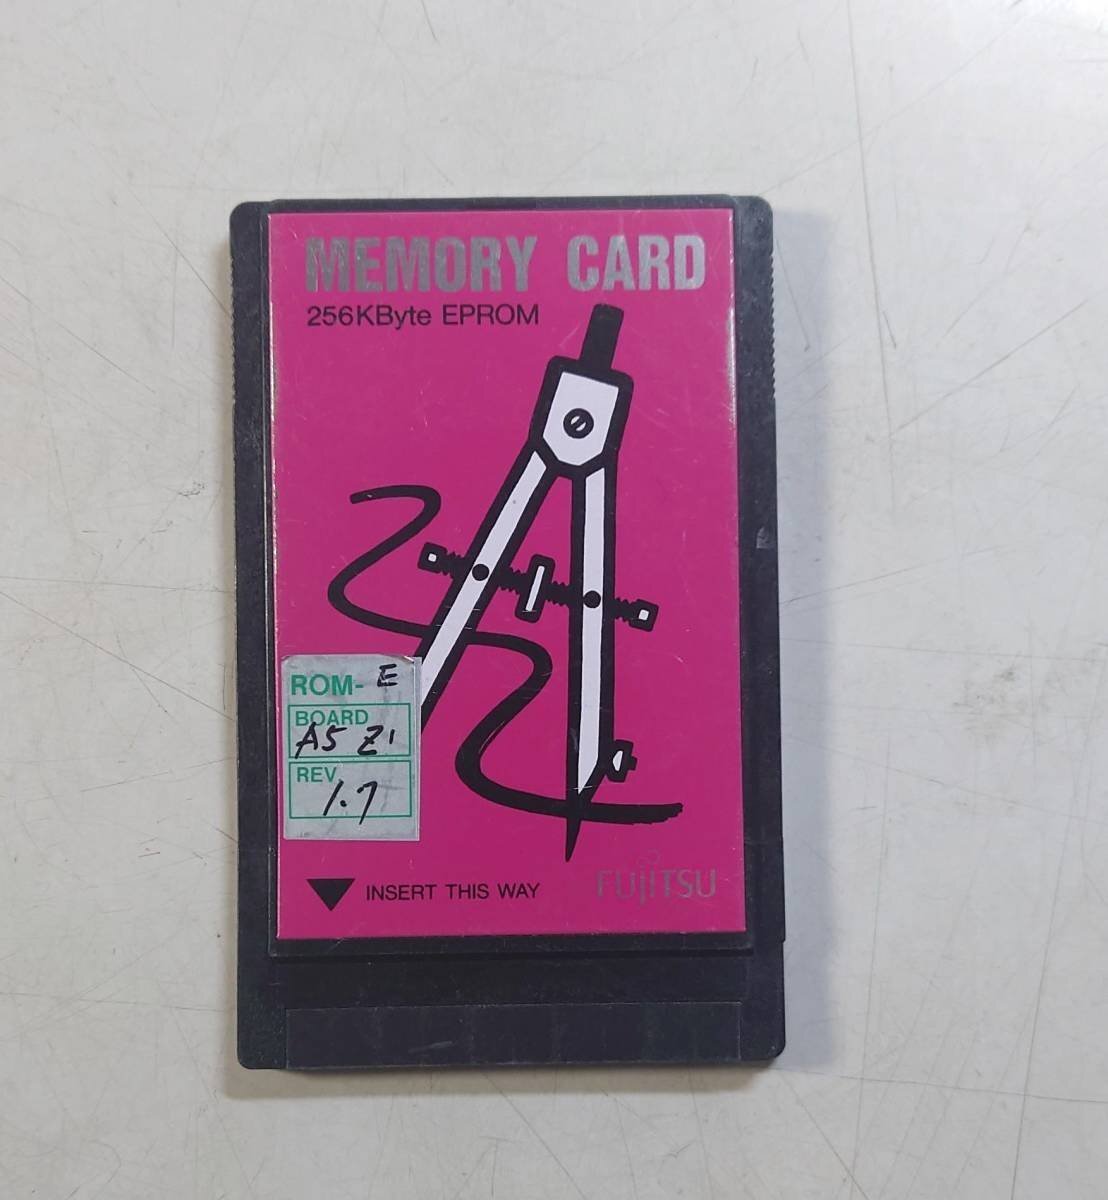 MEMORY CARD
256KByte EPROM
ROM- E
BOARD
A5 Z1
REV
1.7
INSERT THIS WAY
FUJITSU